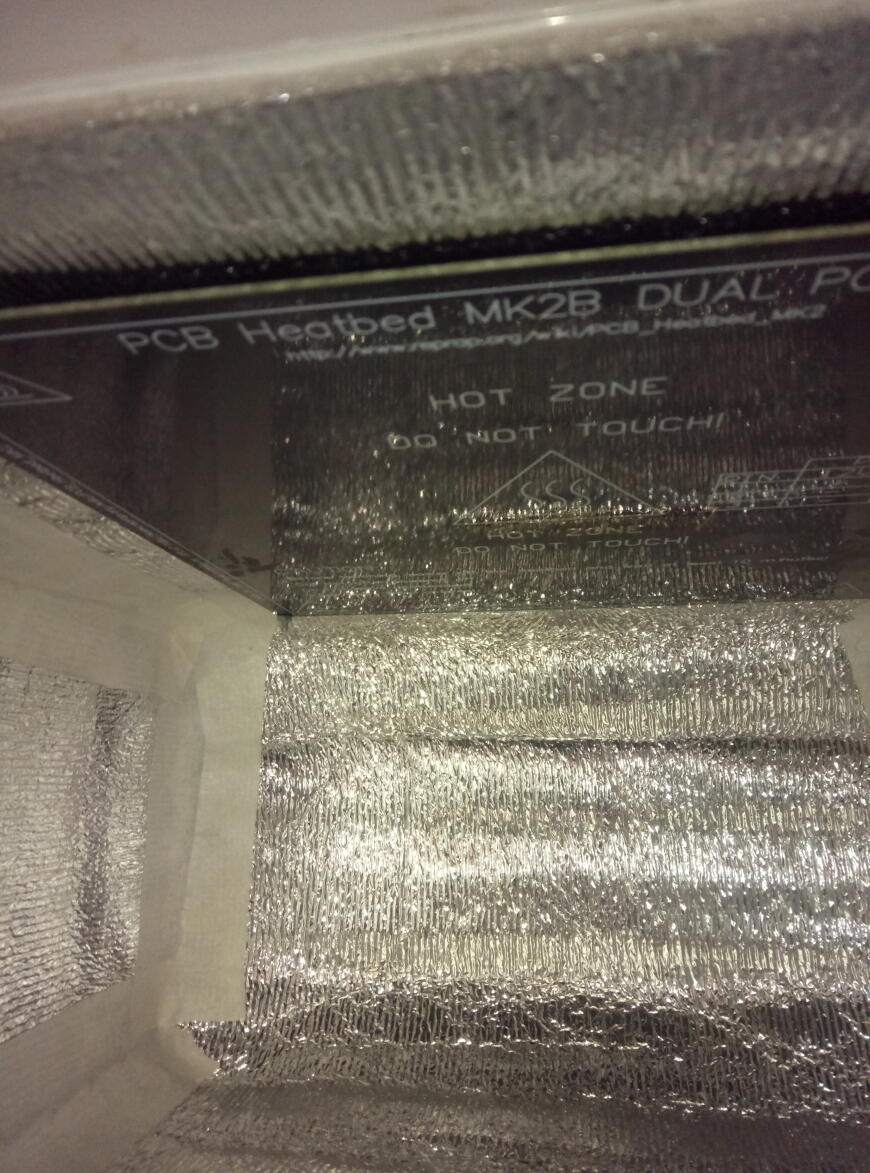 PCB Heatbed MK2B DUAL PO
http://www.reprap.org/wiki/PCB_Heatbed_MK2
HOT ZONE
DO NOT TOUCH!
HOT ZONE
DO NOT TOUCH!